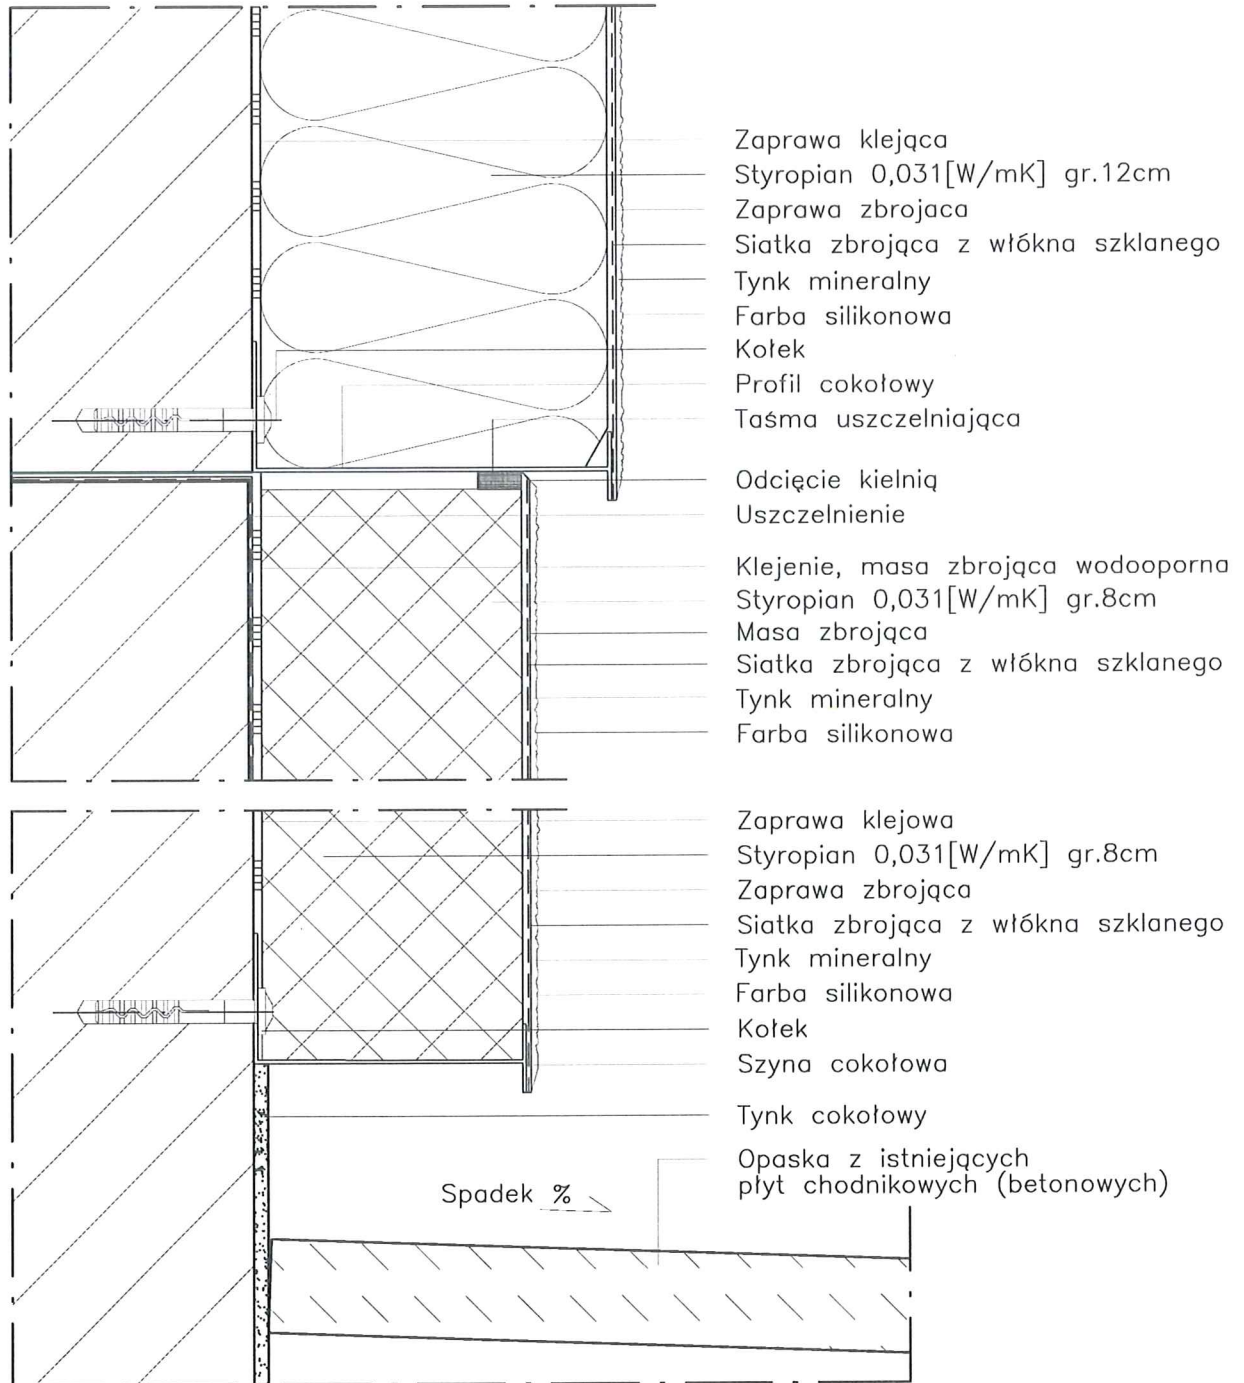 Zaprawa klejąca
Styropian 0,031[W/mK] gr.12cm
Zaprawa zbrojaca
Siatka zbrojąca z włókna szklanego
Tynk mineralny
Farba silikonowa
Kołek
Profil cokołowy
Taśma uszczelniająca
Odcięcie kielnią
Uszczelnienie
Klejenie, masa zbrojąca wodooporna
Styropian 0,031[W/mK] gr.8cm
Masa zbrojąca
Siatka zbrojąca z włókna szklanego
Tynk mineralny
Farba silikonowa
Zaprawa klejowa
Styropian 0,031[W/mK] gr.8cm
Zaprawa zbrojąca
Siatka zbrojąca z włókna szklanego
Tynk mineralny
Farba silikonowa
Kołek
Szyna cokołowa
Tynk cokołowy
Opaska z istniejących
płyt chodnikowych (betonowych)
Spadek %